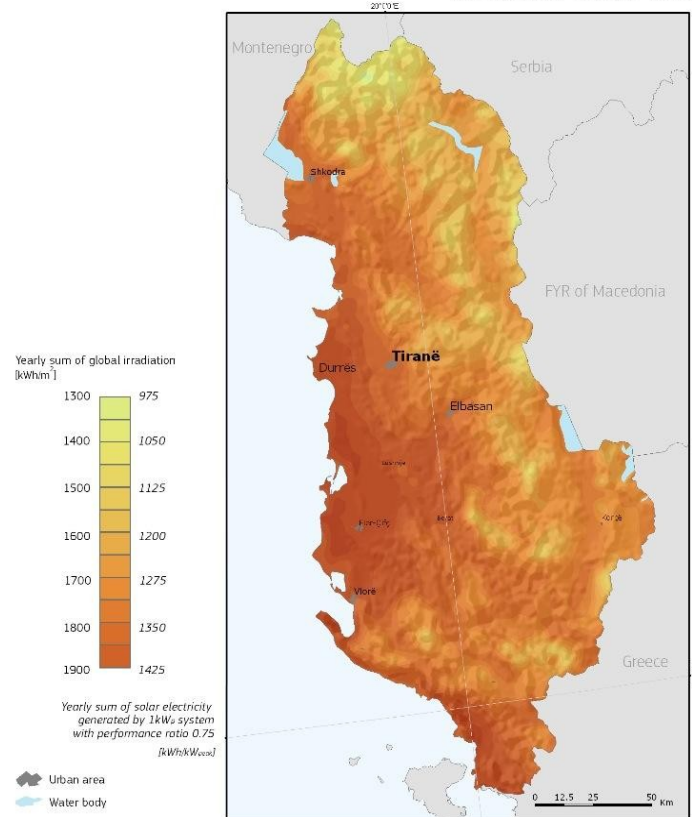 20°0'0"E
Montenegro
Serbia
Shkodra
FYR of Macedonia
Tiranë
Durrës
Elbasan
Vlorë
Greece
Yearly sum of global irradiation
[kWh/m²]
1300 975
1400 1050
1500 1125
1600 1200
1700 1275
1800 1350
1900 1425
Yearly sum of solar electricity
generated by 1kWₚ system
with performance ratio 0.75
[kWh/kWpeak]
Urban area
Water body
0 12.5 25 50
Km